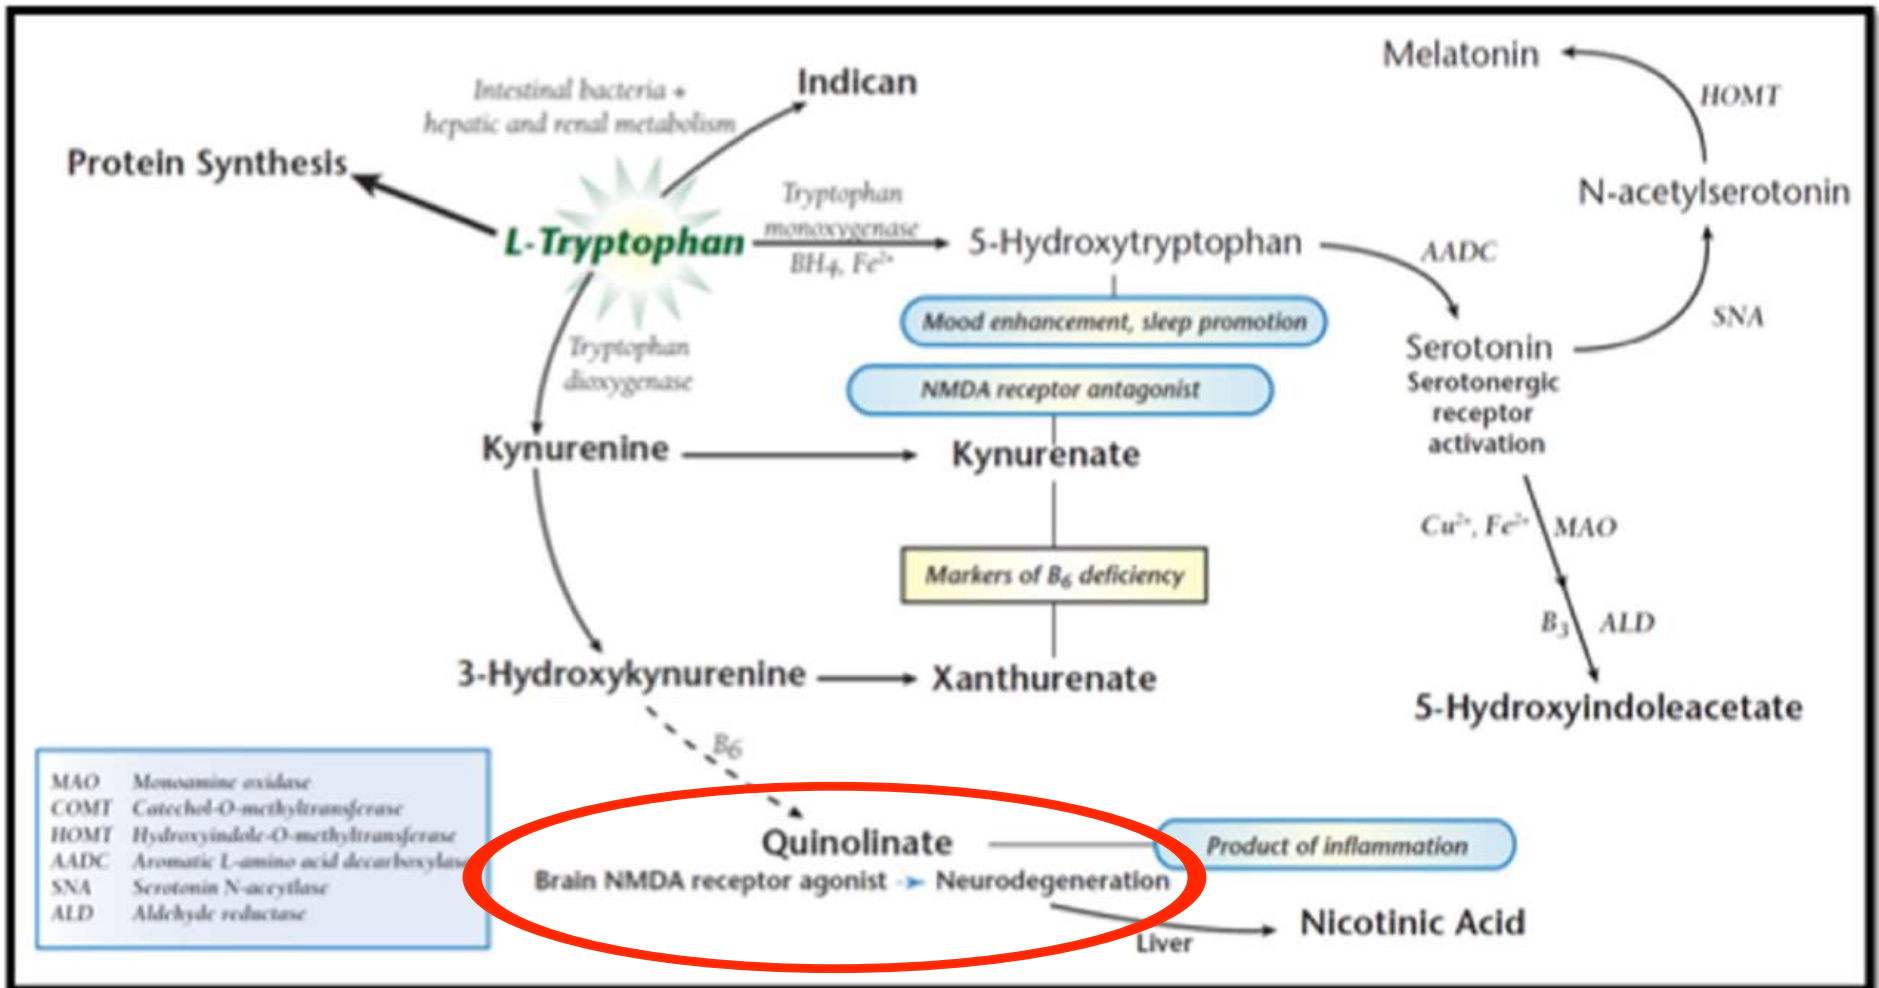 Melatonin
HOMT
N-acetylserotonin
SNA
Intestinal bacteria +
hepatic and renal metabolism
Indican
Protein Synthesis
L-Tryptophan
Tryptophan
monoxygenase
BH4, Fe2+
5-Hydroxytryptophan
AADC
Mood enhancement, sleep promotion
Serotonin
Serotonergic
receptor
activation
Tryptophan
dioxygenase
NMDA receptor antagonist
Kynurenine
Kynurenate
Cu2+, Fe2+
MAO
Markers of B6 deficiency
B3
ALD
3-Hydroxykynurenine
Xanthurenate
5-Hydroxyindoleacetate
B6
MAO Monoamine oxidase
COMT Catechol-O-methyltransferase
HOMT Hydroxyindole-O-methyltransferase
AADC Aromatic L-amino acid decarboxylase
SNA Serotonin N-aceytlase
ALD Aldehyde reductase
Quinolinate
Product of inflammation
Brain NMDA receptor agonist
Neurodegeneration
Liver
Nicotinic Acid